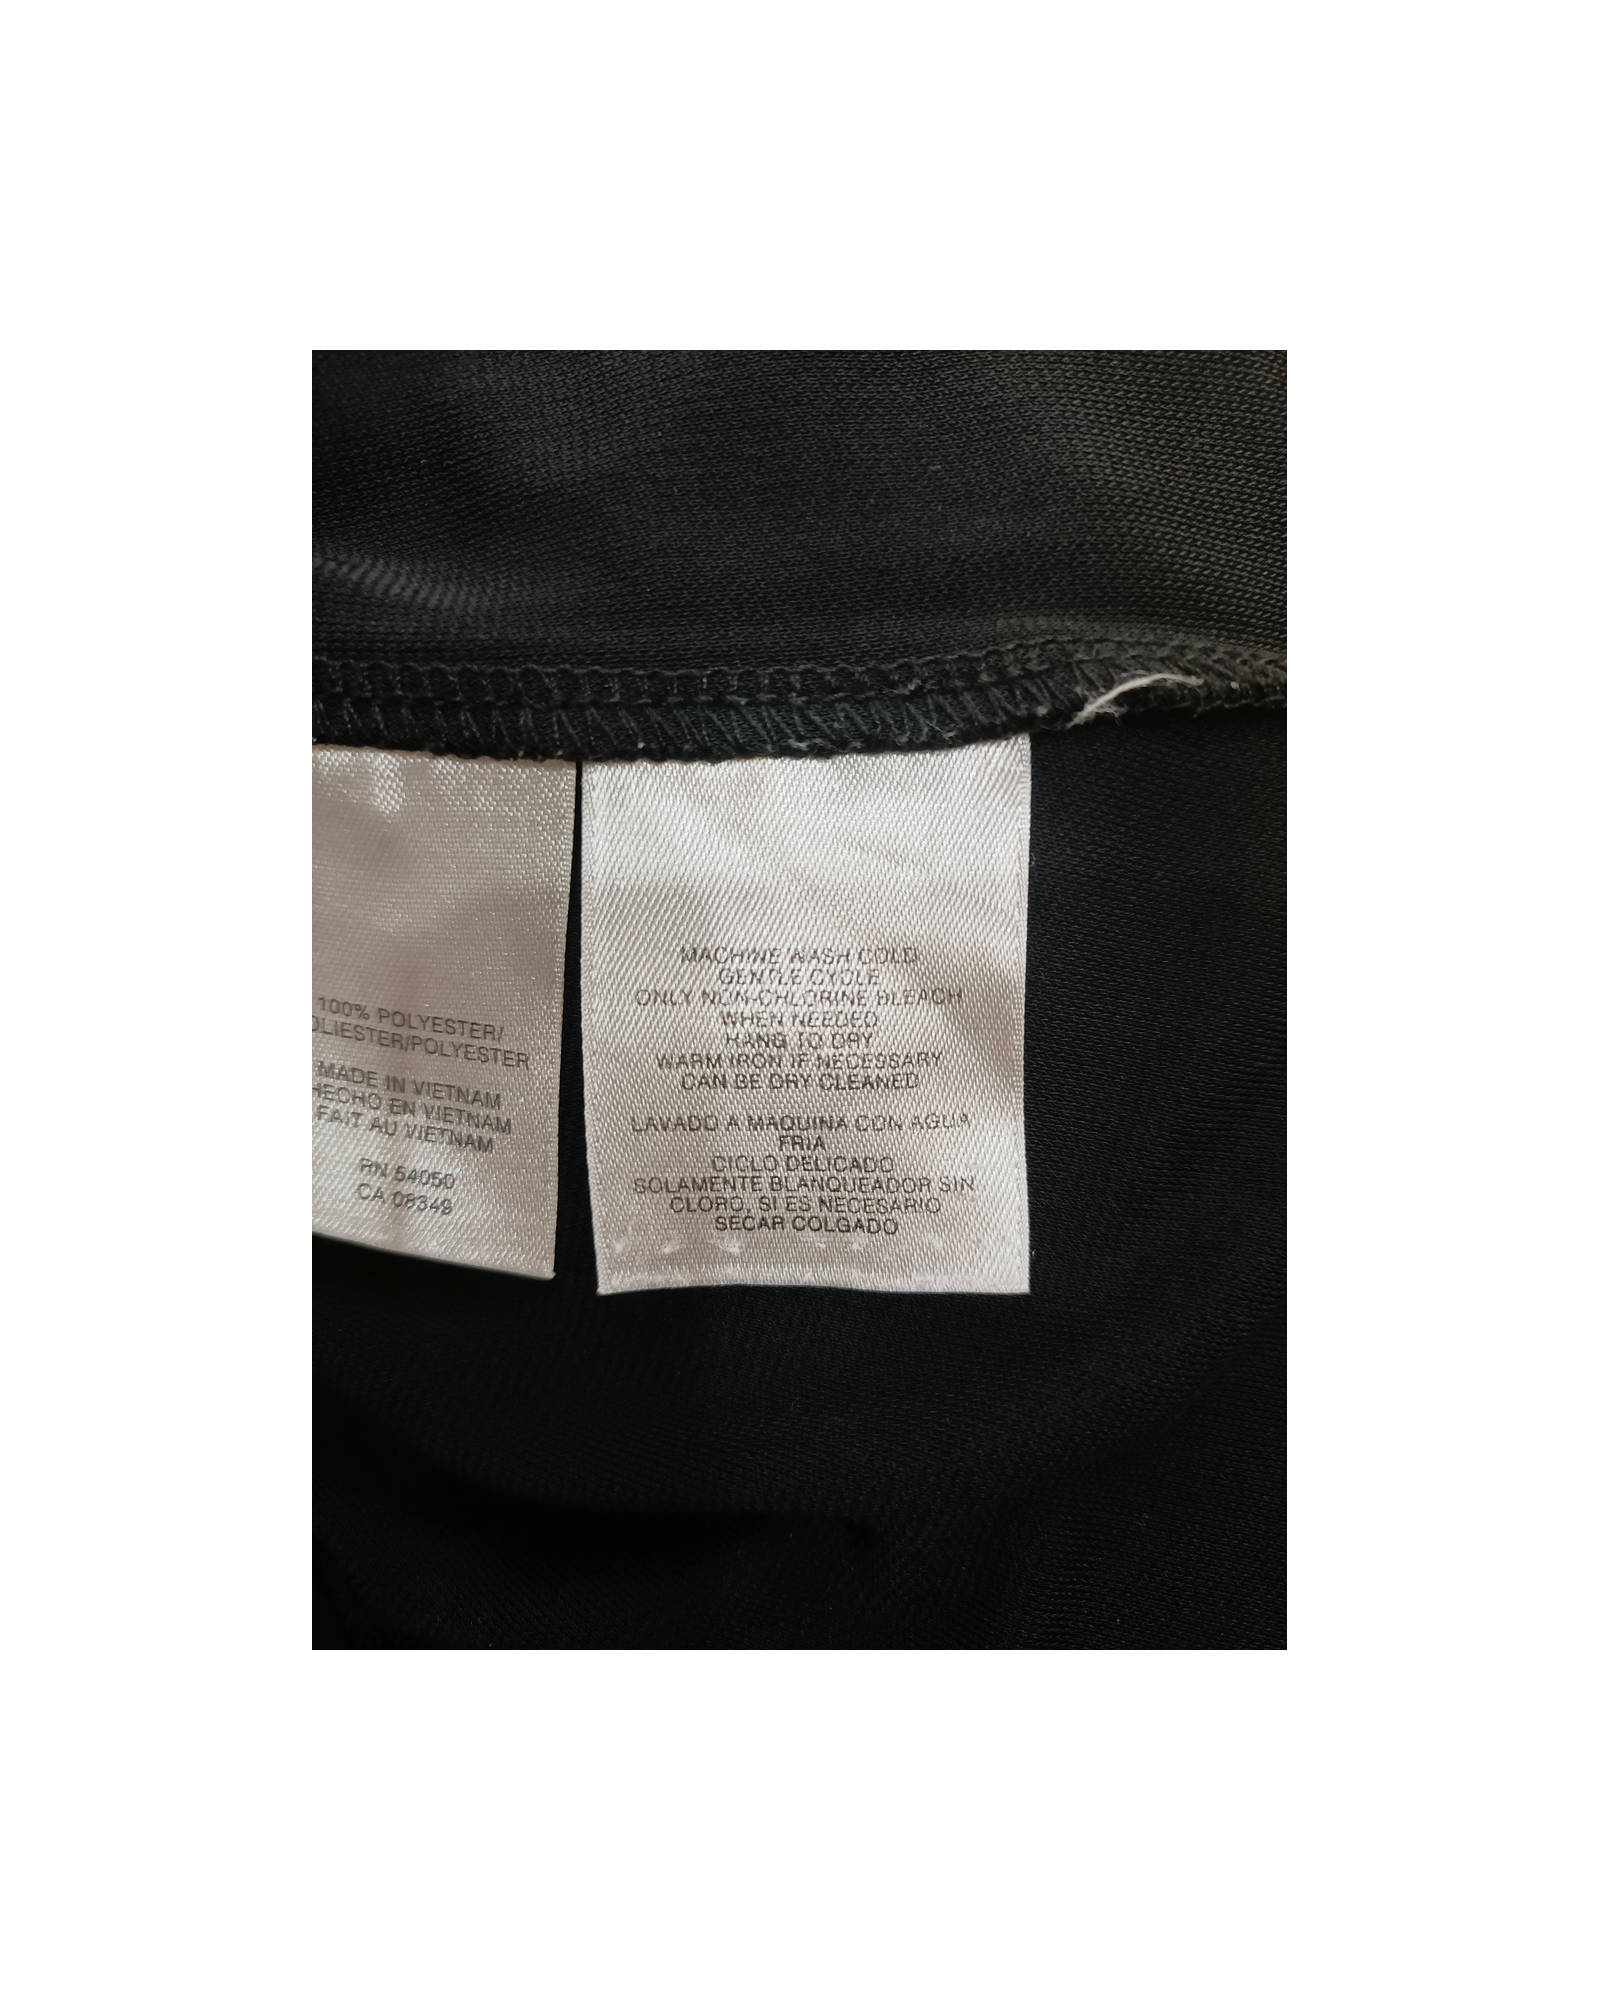 100% POLYESTER/
OLIESTER/POLYESTER
MADE IN VIETNAM
HECHO EN VIETNAM
FAIT AU VIETNAM
RN 54050
CA 08349
MACHINE WASH COLD
GENTLE CYCLE
ONLY NON-CHLORINE BLEACH
WHEN NEEDED
HANG TO DRY
WARM IRON IF NECESSARY
CAN BE DRY CLEANED
LAVADO A MAQUINA CON AGUA
FRIA
CICLO DELICADO
SOLAMENTE BLANQUEADOR SIN
CLORO, SI ES NECESARIO
SECAR COLGADO